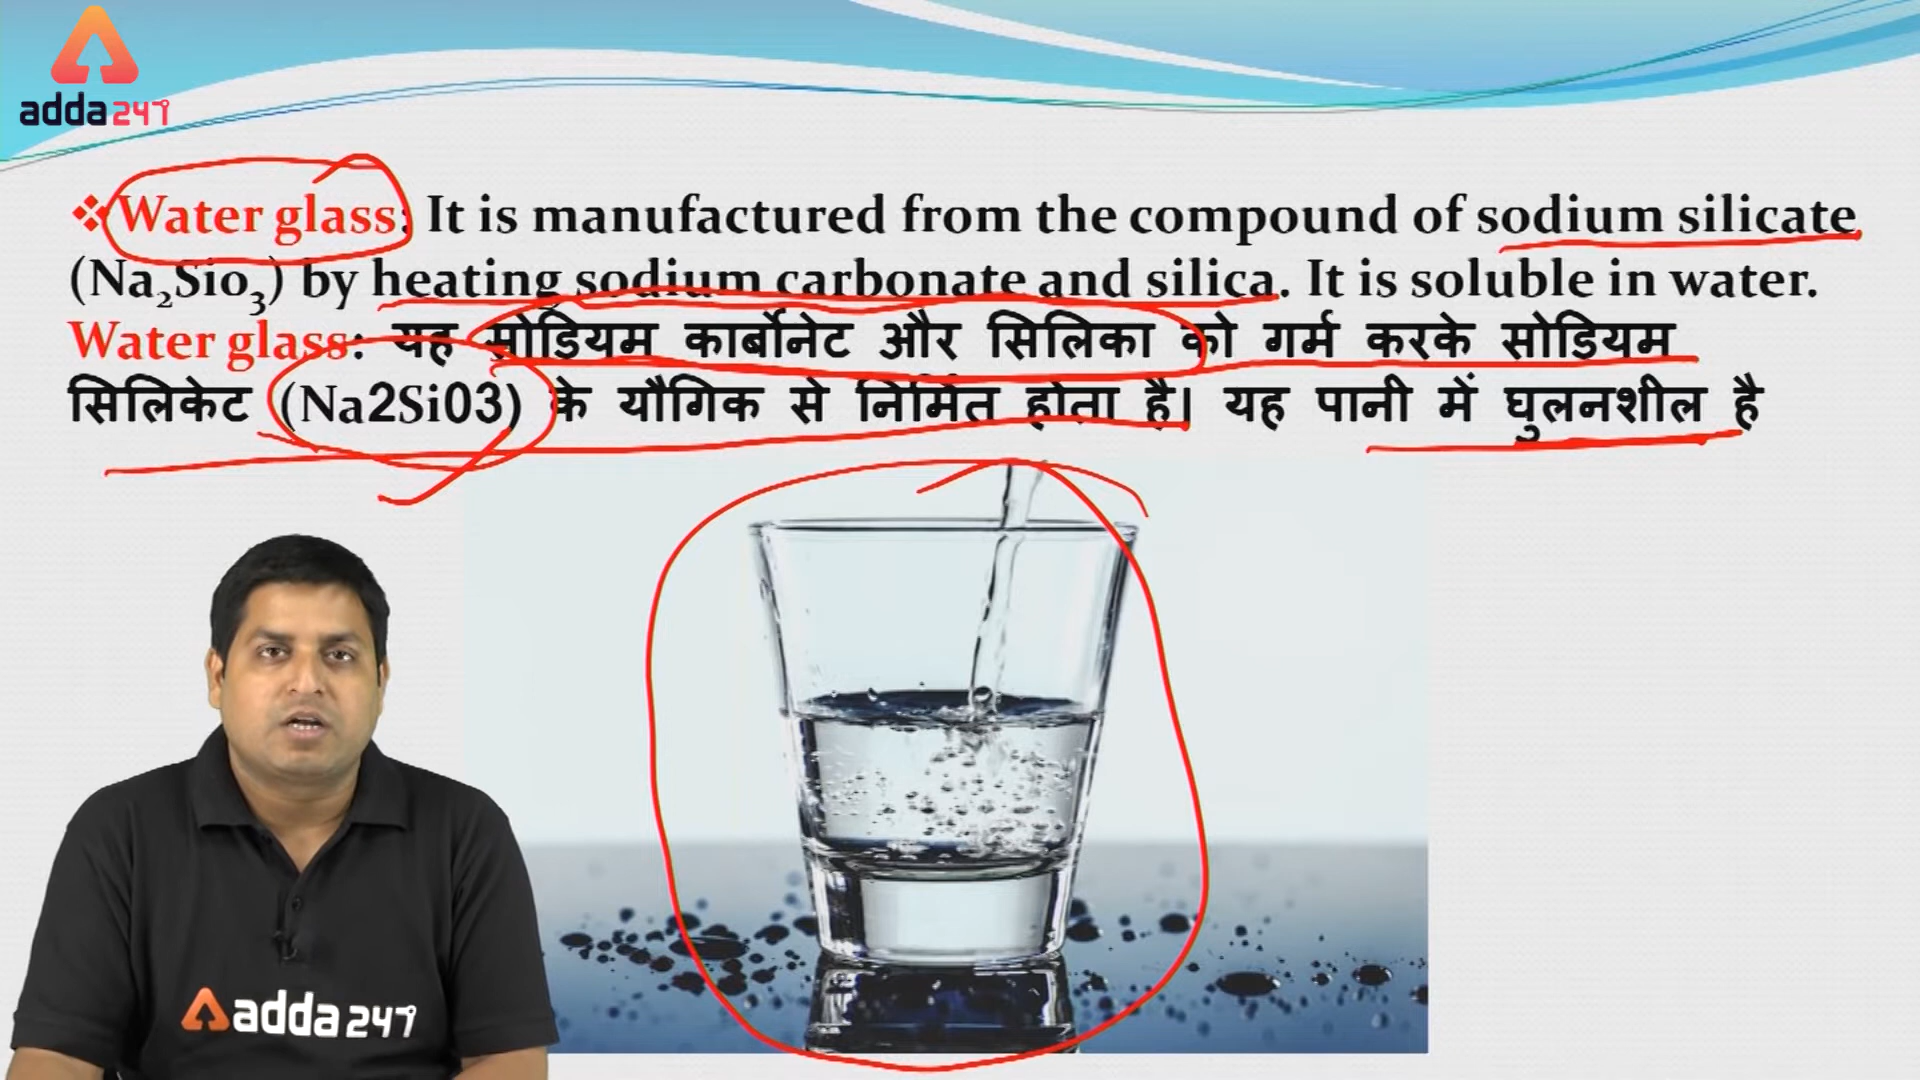 adda247
❖Water glass: It is manufactured from the compound of sodium silicate
(Na₂Sio₃) by heating sodium carbonate and silica. It is soluble in water.
Water glass: यह सोडियम कार्बोनेट और सिलिका को गर्म करके सोडियम
सिलिकेट (Na2Si03) के यौगिक से निर्मित होता है। यह पानी में घुलनशील है
adda247